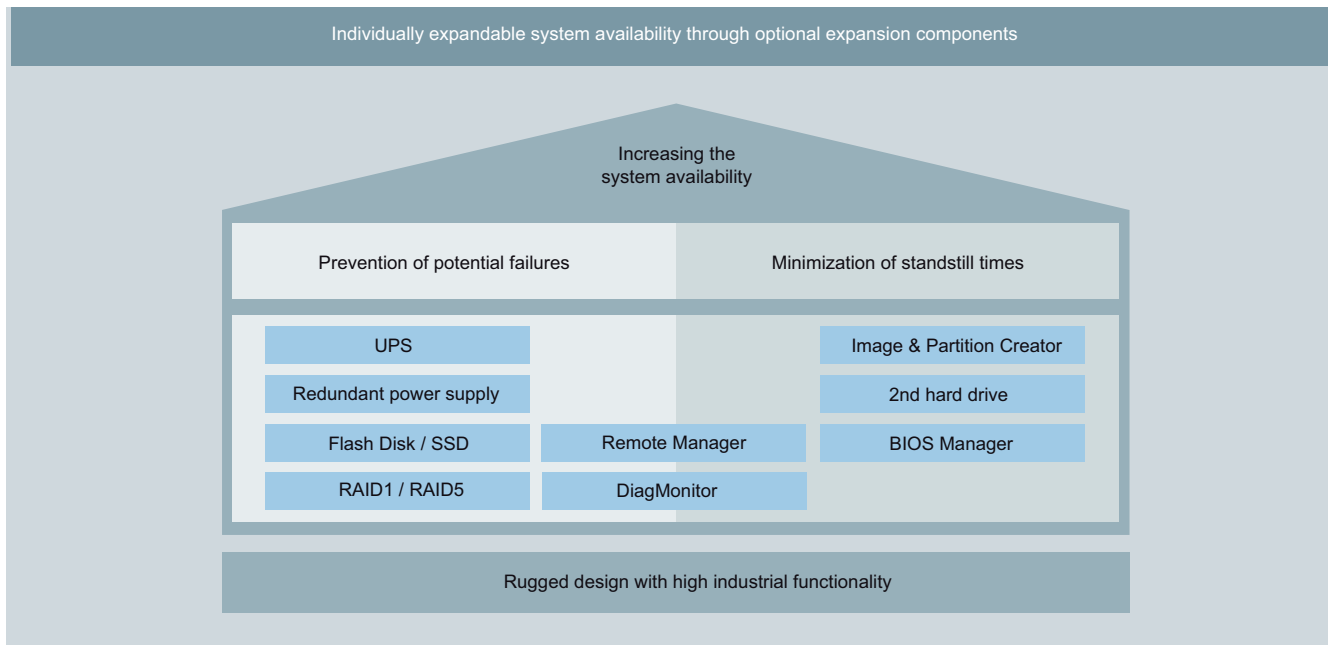 Individually expandable system availability through optional expansion components
Increasing the
system availability
Prevention of potential failures
Minimization of standstill times
UPS
Image & Partition Creator
Redundant power supply
2nd hard drive
Flash Disk / SSD
Remote Manager
BIOS Manager
RAID1 / RAID5
DiagMonitor
Rugged design with high industrial functionality